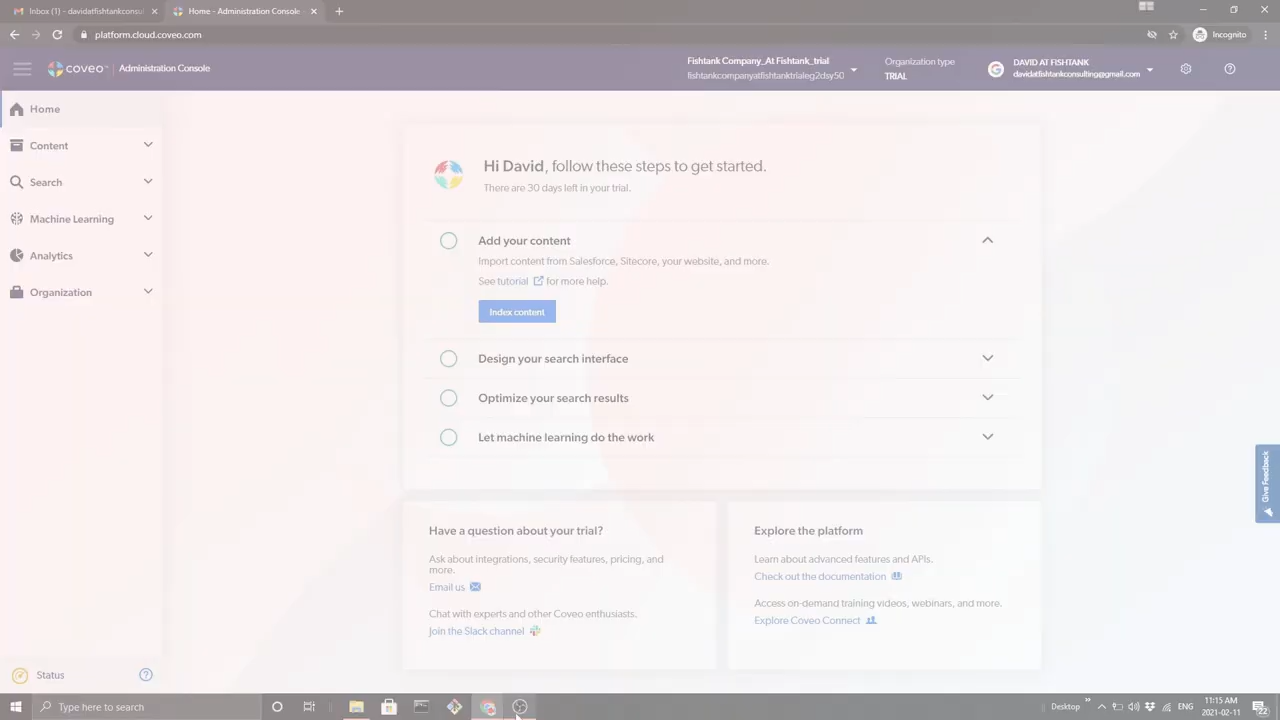 Inbox (1) - davidatfishtankconsul
Home - Administration Console
platform.cloud.coveo.com
Incognito
coveo™ Administration Console
Fishtank Company_At Fishtank_trial
fishtankcompanyatfishtanktrialeg2dsy50
Organization type
TRIAL
DAVID AT FISHTANK
davidatfishtankconsulting@gmail.com
Home
Content
Search
Machine Learning
Analytics
Organization
Hi David, follow these steps to get started.
There are 30 days left in your trial.
Add your content
Import content from Salesforce, Sitecore, your website, and more.
See tutorial for more help.
Index content
Design your search interface
Optimize your search results
Let machine learning do the work
Give Feedback
Have a question about your trial?
Ask about integrations, security features, pricing, and
more.
Email us
Chat with experts and other Coveo enthusiasts.
Join the Slack channel
Explore the platform
Learn about advanced features and APIs.
Check out the documentation
Access on-demand training videos, webinars, and more.
Explore Coveo Connect
Status
Type here to search
Desktop
ENG
11:15 AM
2021-02-11
22